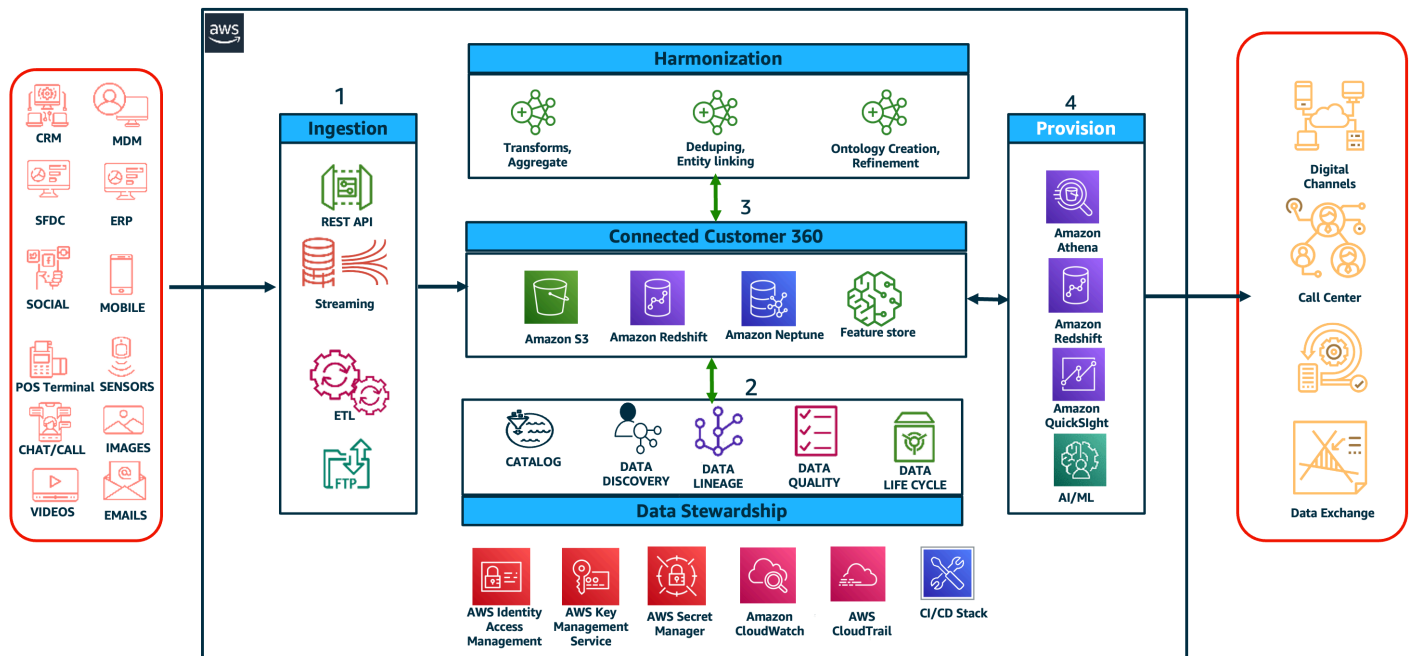 aws
CRM
MDM
SFDC
ERP
SOCIAL
MOBILE
POS Terminal
SENSORS
CHAT/CALL
IMAGES
VIDEOS
EMAILS
1
Ingestion
REST API
Streaming
ETL
FTP
Harmonization
Transforms,
Aggregate
Deduping,
Entity linking
Ontology Creation,
Refinement
3
Connected Customer 360
Amazon S3
Amazon Redshift
Amazon Neptune
Feature store
2
CATALOG
DATA
DISCOVERY
DATA
LINEAGE
DATA
QUALITY
DATA
LIFE CYCLE
Data Stewardship
AWS Identity
Access
Management
AWS Key
Management
Service
AWS Secret
Manager
Amazon
CloudWatch
AWS
CloudTrail
CI/CD Stack
4
Provision
Amazon
Athena
Amazon
Redshift
Amazon
QuickSIght
AI/ML
Digital
Channels
Call Center
Data Exchange